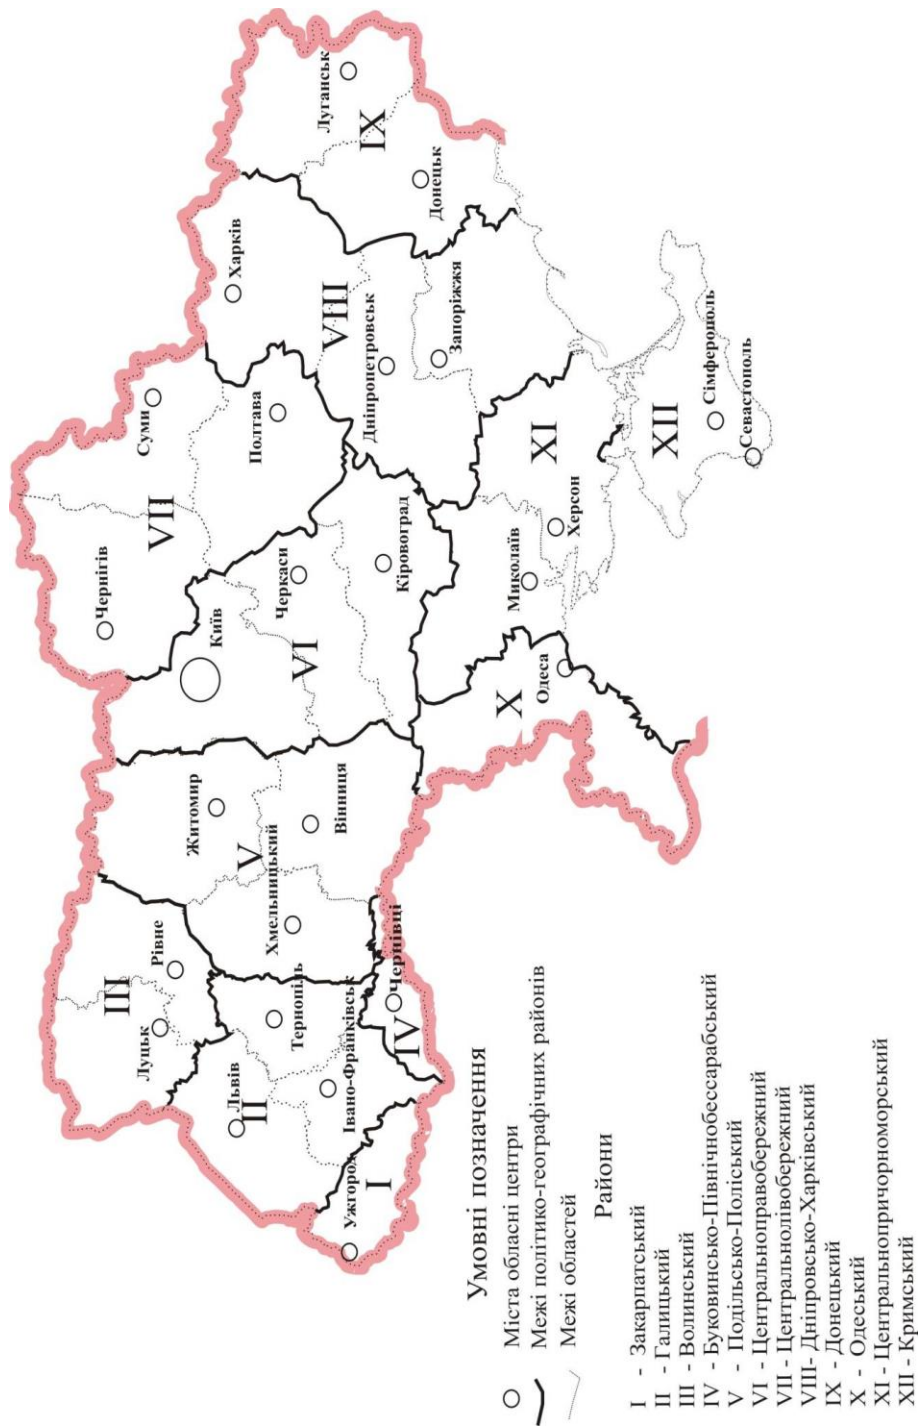 Чернігів
Суми
Харків
Луганськ
Київ
VII
Житомир
Рівне
III
Луцьк
Полтава
VIII
IX
Донецьк
Черкаси
Дніпропетровськ
Запоріжжя
VI
V
Вінниця
Хмельницький
Тернопіль
Львів
II
Івано-Франківськ
Ужгород
I
IV
Чернівці
Кіровоград
XI
Миколаїв
Херсон
X
Одеса
XII
Сімферополь
Севастополь
Умовні позначення
Міста обласні центри
Межі політико-географічних районів
Межі областей
Райони
I - Закарпатський
II - Галицький
III - Волинський
IV - Буковинсько-Північнобессарабський
V - Подільсько-Поліський
VI - Центральноправобережний
VII - Центральнолівобережний
VIII- Дніпровсько-Харківський
IX - Донецький
X - Одеський
XI - Центральнопричорноморський
XII - Кримський